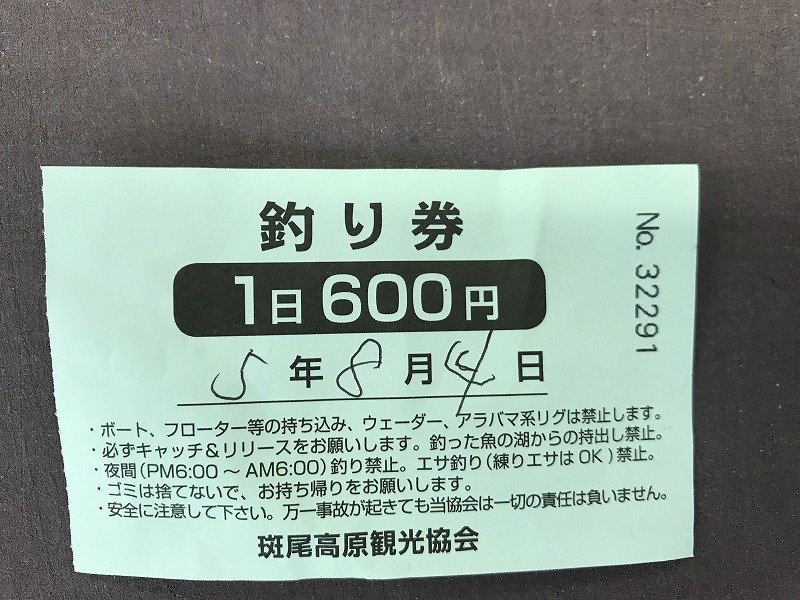 釣り券
No. 32291
1日 600円
5年8月4日
・ボート、フローター等の持ち込み、ウェーダー、アラバマ系リグは禁止します。
・必ずキャッチ&リリースをお願いします。釣った魚の湖からの持出し禁止。
・夜間(PM6:00~AM6:00)釣り禁止。エサ釣り(練りエサはOK)禁止。
・ゴミは捨てないで、お持ち帰りをお願いします。
・安全に注意して下さい。万一事故が起きても当協会は一切の責任は負いません。
斑尾高原観光協会